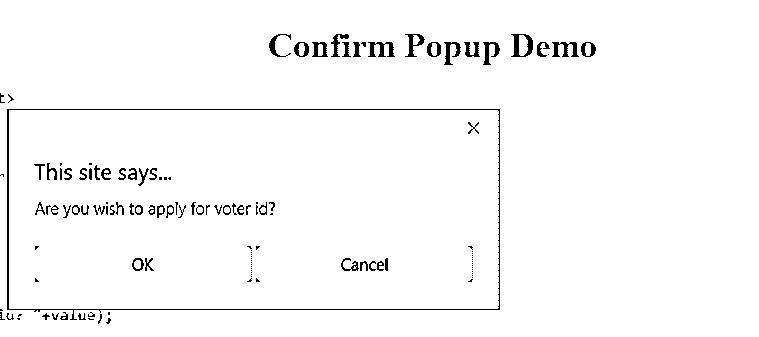 Confirm Popup Demo
t>
This site says...
Are you wish to apply for voter id?
OK Cancel
id: "+value);